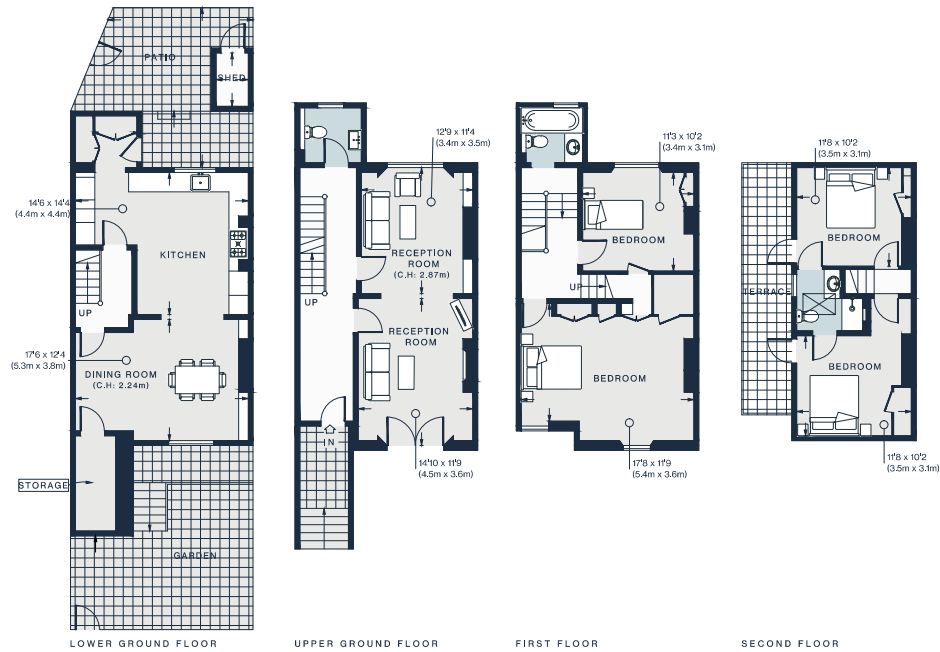 PATIO
SHED
14'6 x 14'4
(4.4m x 4.4m)
KITCHEN
UP
17'6 x 12'4
(5.3m x 3.8m)
DINING ROOM
(C.H: 2.24m)
STORAGE
GARDEN
LOWER GROUND FLOOR
12'9 x 11'4
(3.4m x 3.5m)
RECEPTION
ROOM
(C.H: 2.87m)
UP
RECEPTION
ROOM
IN
14'10 x 11'9
(4.5m x 3.6m)
UPPER GROUND FLOOR
11'3 x 10'2
(3.4m x 3.1m)
BEDROOM
UP
BEDROOM
17'8 x 11'9
(5.4m x 3.6m)
FIRST FLOOR
11'8 x 10'2
(3.5m x 3.1m)
BEDROOM
TERRACE
BEDROOM
11'8 x 10'2
(3.5m x 3.1m)
SECOND FLOOR